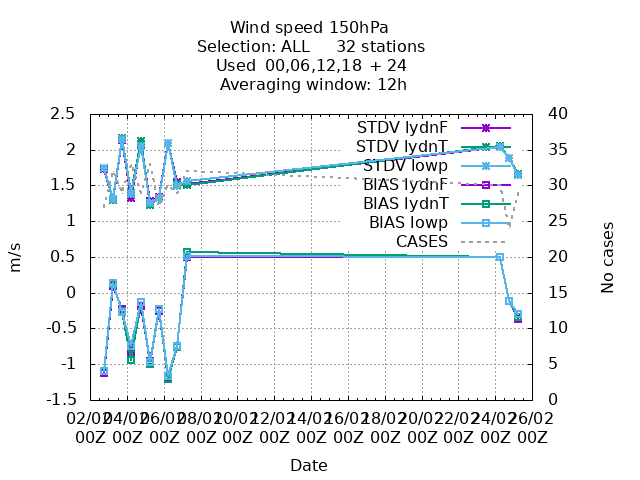 Wind speed 150hPa
Selection: ALL 32 stations
Used 00,06,12,18 + 24
Averaging window: 12h
2.5 40
STDV lydnF
2 35
STDV lydnT
STDV lowp
1.5 30
BIAS lydnF
BIAS lydnT
1 25
BIAS lowp
CASES
0.5 20
0 15
-0.5 10
-1 5
-1.5 0
m/s
No cases
02/02 04/02 06/02 08/02 10/02 12/02 14/02 16/02 18/02 20/02 22/02 24/02 26/02
00Z 00Z 00Z 00Z 00Z 00Z 00Z 00Z 00Z 00Z 00Z 00Z 00Z
Date